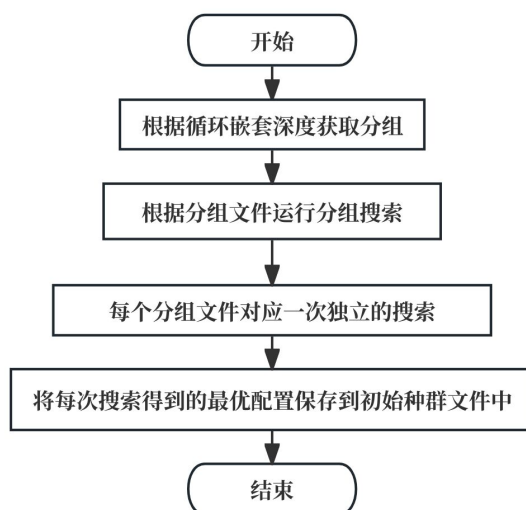 开始
根据循环嵌套深度获取分组
根据分组文件运行分组搜索
每个分组文件对应一次独立的搜索
将每次搜索得到的最优配置保存到初始种群文件中
结束